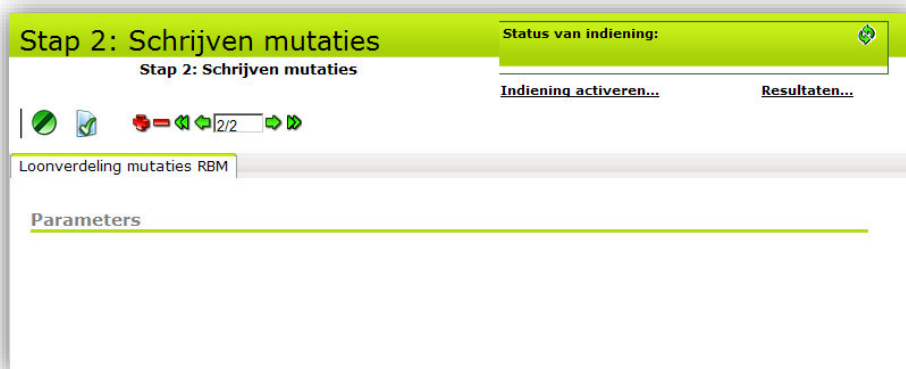 Stap 2: Schrijven mutaties
Stap 2: Schrijven mutaties
Status van indiening:
Indiening activeren...
Resultaten...
2/2
Loonverdeling mutaties RBM
Parameters